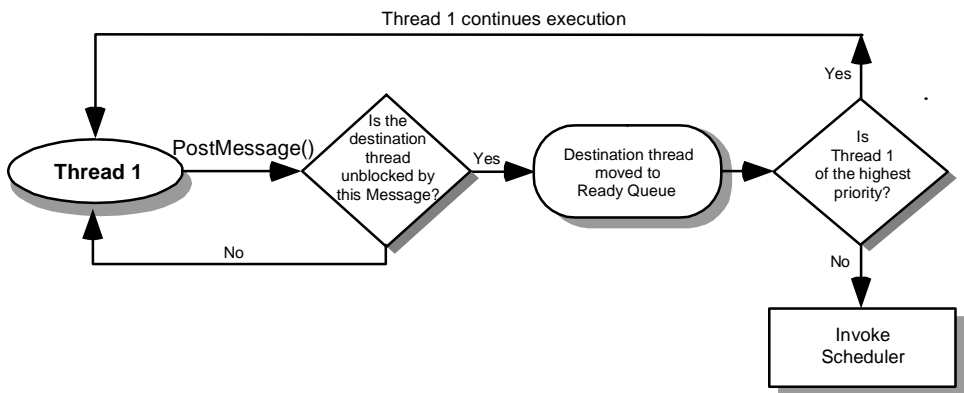 Thread 1 continues execution
Yes
Thread 1
PostMessage()
Is the
destination
thread
unblocked by
this Message?
Yes
No
Destination thread
moved to
Ready Queue
Is
Thread 1
of the highest
priority?
No
Invoke
Scheduler